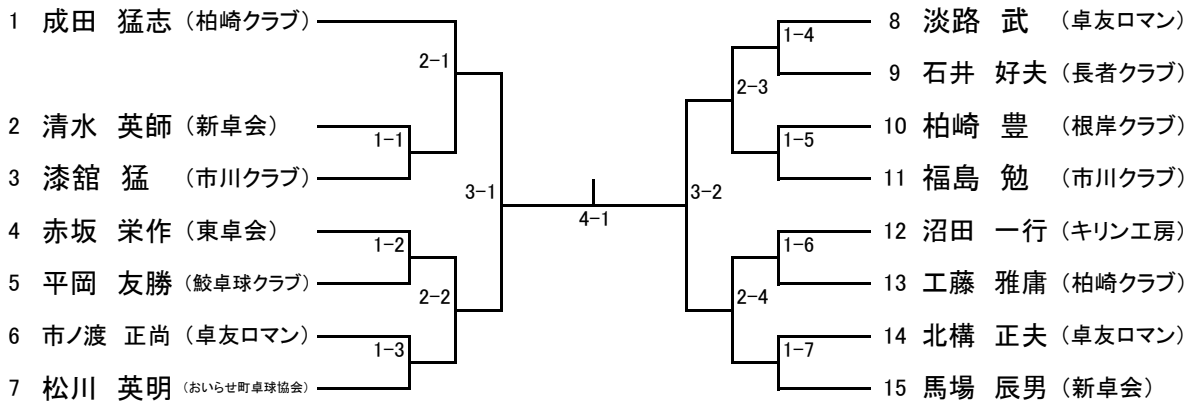 1 成田 猛志 (柏崎クラブ)
2 清水 英師 (新卓会)
3 漆舘 猛 (市川クラブ)
4 赤坂 栄作 (東卓会)
5 平岡 友勝 (鮫卓球クラブ)
6 市ノ渡 正尚 (卓友ロマン)
7 松川 英明 (おいらせ町卓球協会)
2-1
1-1
3-1
1-2
2-2
1-3
4-1
1-4
2-3
1-5
3-2
1-6
2-4
1-7
8 淡路 武 (卓友ロマン)
9 石井 好夫 (長者クラブ)
10 柏崎 豊 (根岸クラブ)
11 福島 勉 (市川クラブ)
12 沼田 一行 (キリン工房)
13 工藤 雅庸 (柏崎クラブ)
14 北構 正夫 (卓友ロマン)
15 馬場 辰男 (新卓会)